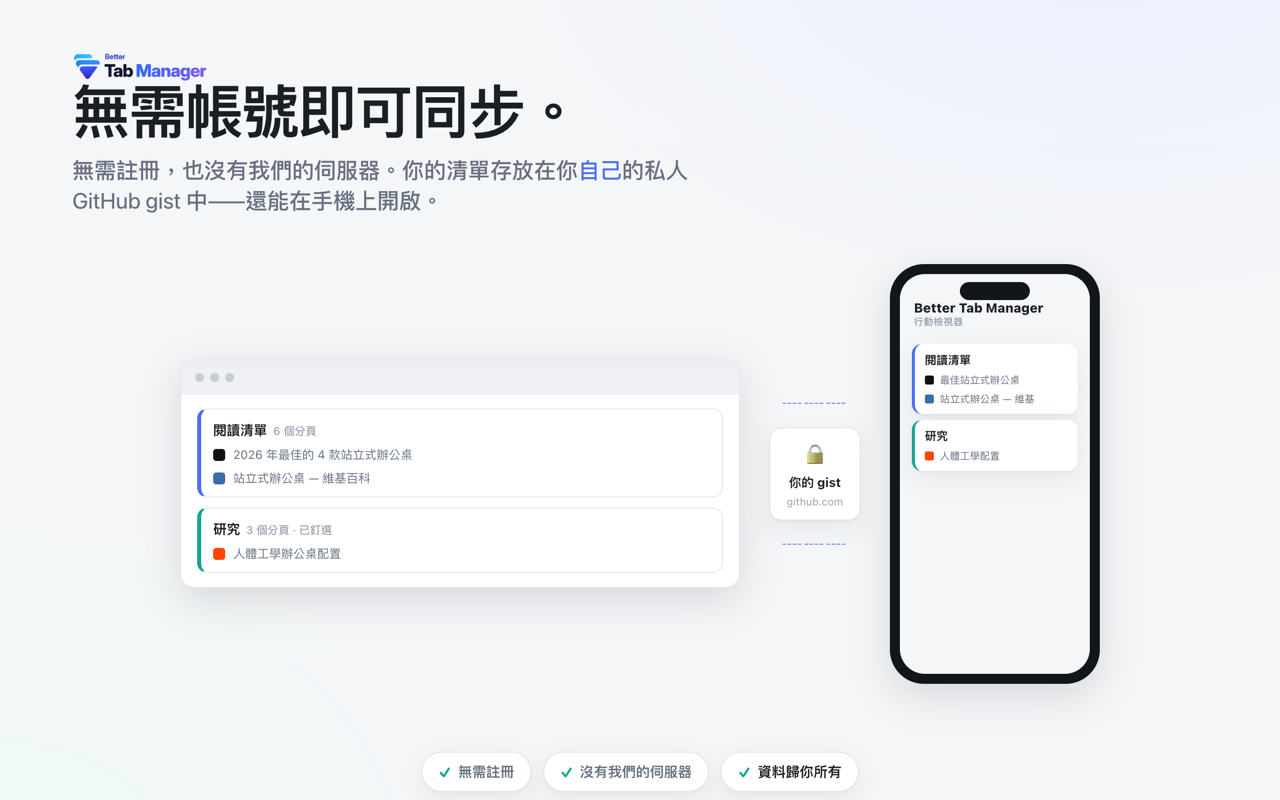 Better
Tab Manager
無需帳號即可同步。
無需註冊，也沒有我們的伺服器。你的清單存放在你自己的私人
GitHub gist 中——還能在手機上開啟。
閱讀清單 6 個分頁
2026 年最佳的 4 款站立式辦公桌
站立式辦公桌 — 維基百科
研究 3 個分頁 · 已釘選
人體工學辦公桌配置
你的 gist
github.com
Better Tab Manager
行動檢視器
閱讀清單
最佳站立式辦公桌
站立式辦公桌 — 維基
研究
人體工學配置
無需註冊
沒有我們的伺服器
資料歸你所有